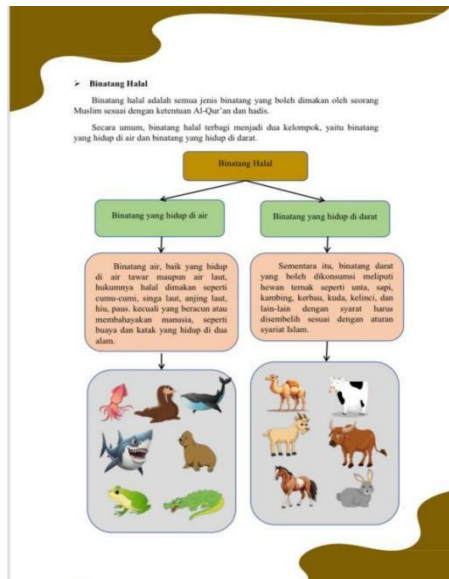 ➢ Binatang Halal
Binatang halal adalah semua jenis binatang yang boleh dimakan oleh seorang
Muslim sesuai dengan ketentuan Al-Qur'an dan hadis.
Secara umum, binatang halal terbagi menjadi dua kelompok, yaitu binatang
yang hidup di air dan binatang yang hidup di darat.
Binatang Halal
Binatang yang hidup di air
Binatang yang hidup di darat
Binatang air, baik yang hidup
di air tawar maupun air laut,
hukumnya halal dimakan seperti
cumu-cumi, singa laut, anjing laut,
hiu, paus. kecuali yang beracun atau
membahayakan manusia, seperti
buaya dan katak yang hidup di dua
alam.
Sementara itu, binatang darat
yang boleh dikonsumsi meliputi
hewan ternak seperti unta, sapi,
kambing, kerbau, kuda, kelinci, dan
lain-lain dengan syarat harus
disembelih sesuai dengan aturan
syariat Islam.